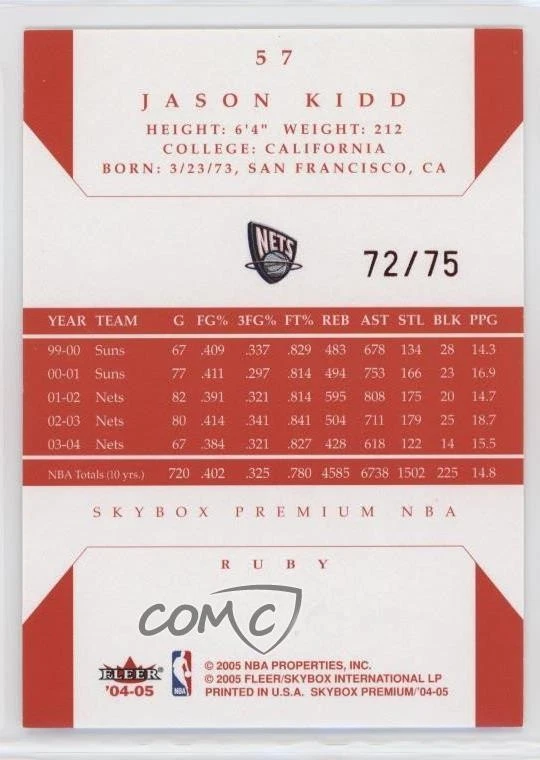 57
JASON KIDD
HEIGHT: 6'4" WEIGHT: 212
COLLEGE: CALIFORNIA
BORN: 3/23/73, SAN FRANCISCO, CA
NETS
72/75
YEAR TEAM G FG% 3FG% FT% REB AST STL BLK PPG
99-00 Suns 67 .409 .337 .829 483 678 134 28 14.3
00-01 Suns 77 .411 .297 .814 494 753 166 23 16.9
01-02 Nets 82 .391 .321 .814 595 808 175 20 14.7
02-03 Nets 80 .414 .341 .841 504 711 179 25 18.7
03-04 Nets 67 .384 .321 .827 428 618 122 14 15.5
NBA Totals (10 yrs.) 720 .402 .325 .780 4585 6738 1502 225 14.8
SKYBOX PREMIUM NBA
RUBY
COMC
FLEER
'04-05
NBA
© 2005 NBA PROPERTIES, INC.
© 2005 FLEER/SKYBOX INTERNATIONAL LP
PRINTED IN U.S.A. SKYBOX PREMIUM/'04-05